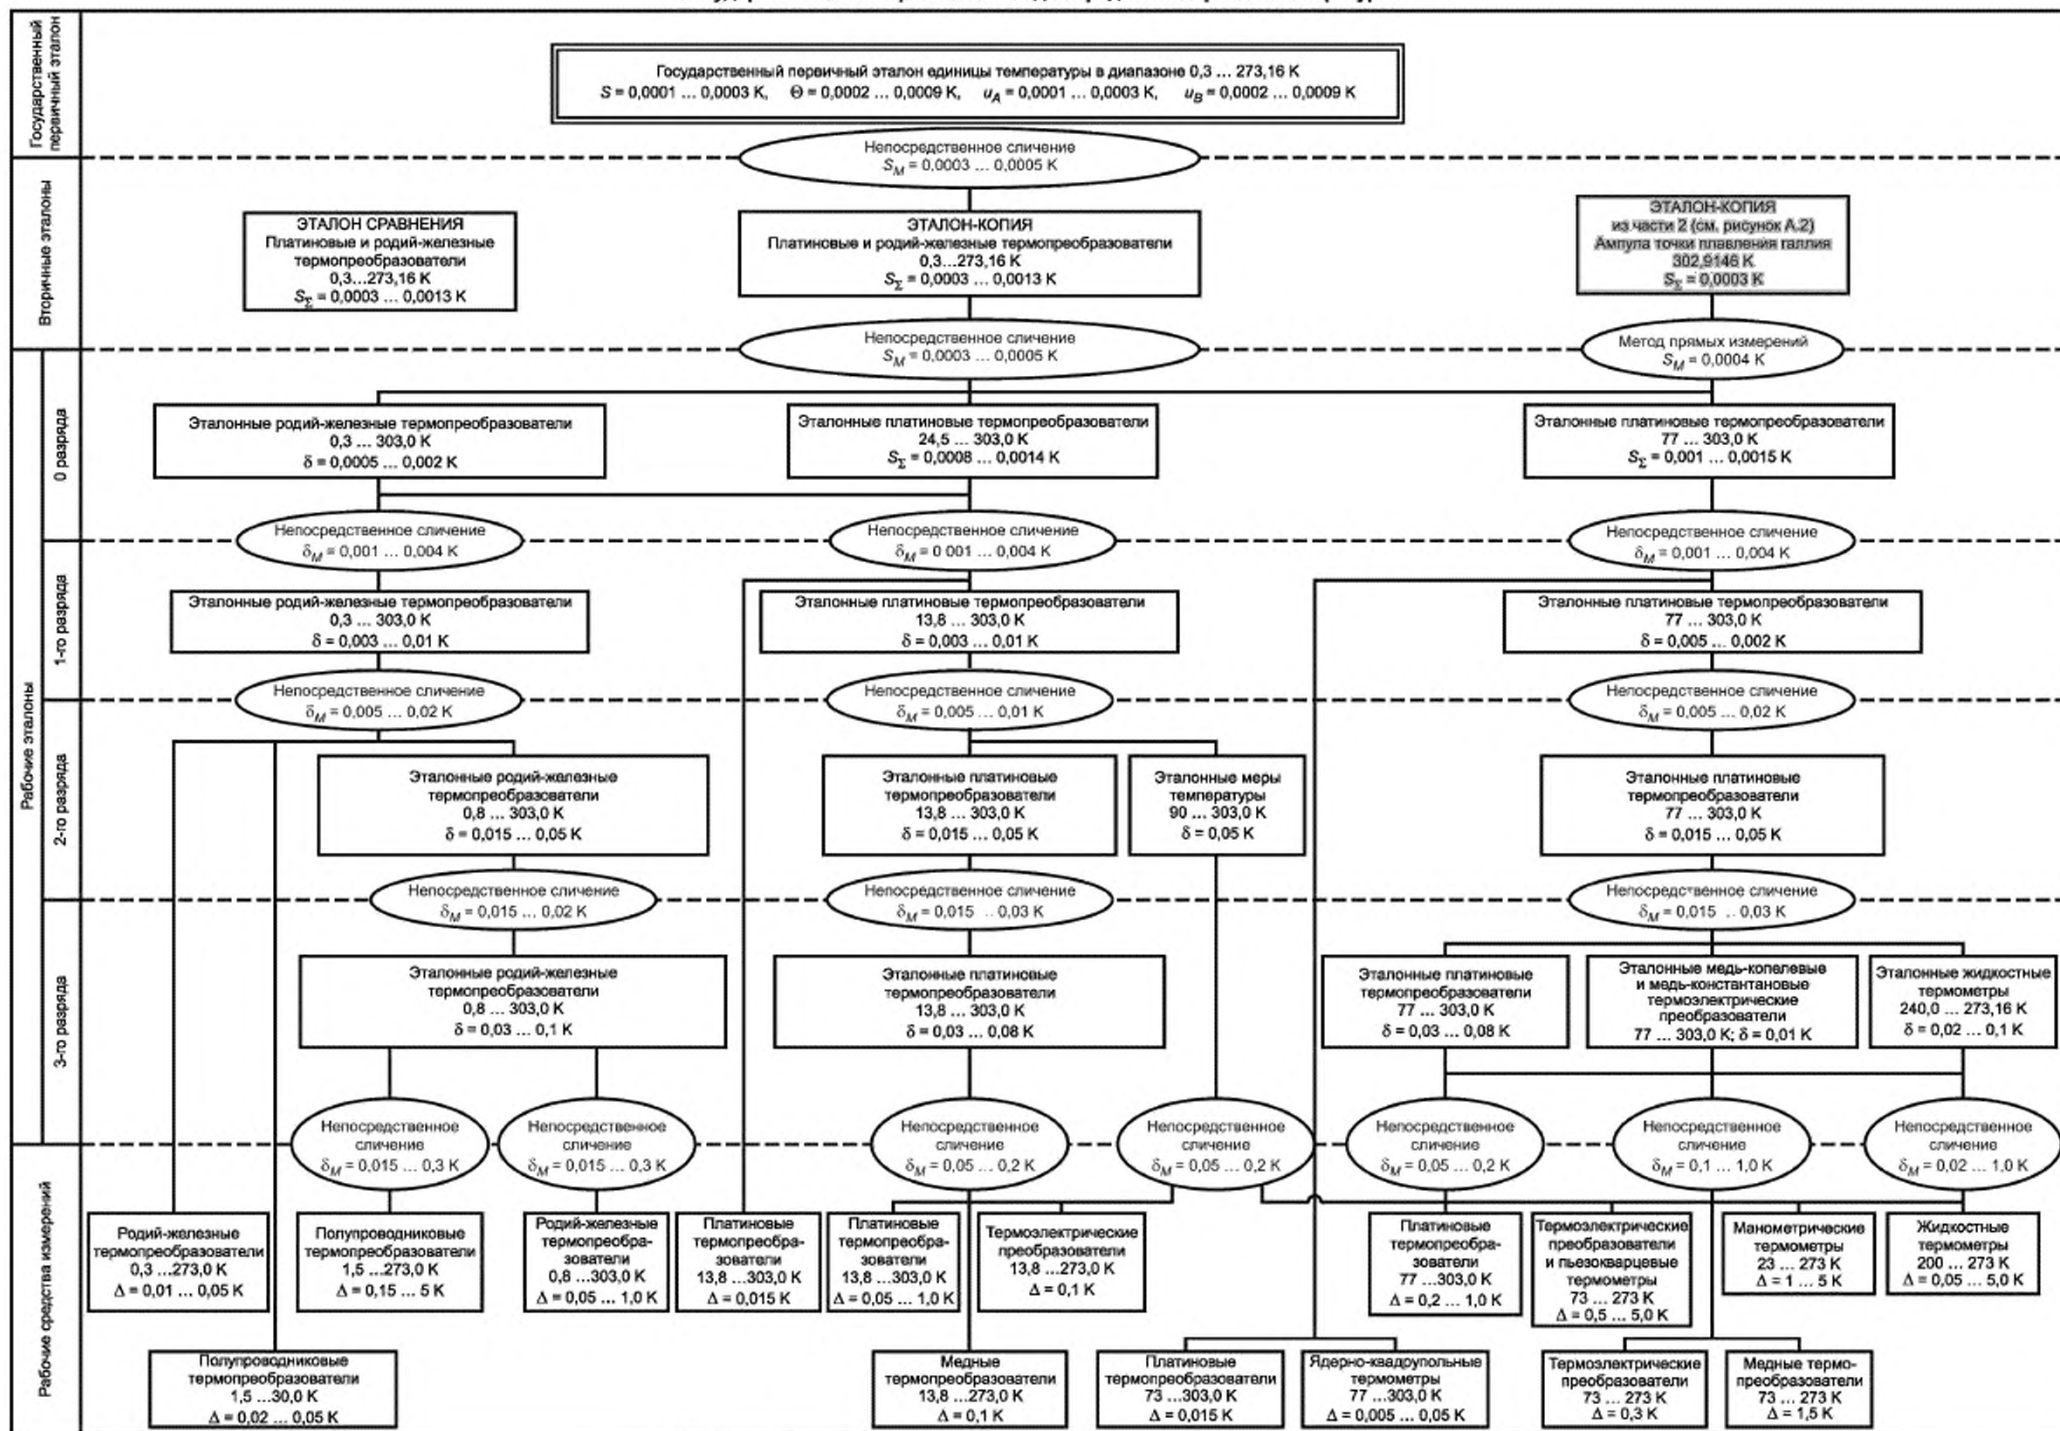 Государственный первичный эталон
Государственный первичный эталон единицы температуры в диапазоне 0,3 ... 273,16 К
S = 0,0001 ... 0,0003 K, Θ = 0,0002 ... 0,0009 K, u_A = 0,0001 ... 0,0003 K, u_B = 0,0002 ... 0,0009 K
Непосредственное сличение
S_M = 0,0003 ... 0,0005 K
Вторичные эталоны
ЭТАЛОН СРАВНЕНИЯ
Платиновые и родий-железные
термопреобразователи
0,3...273,16 K
S_Σ = 0,0003 ... 0,0013 K
ЭТАЛОН-КОПИЯ
Платиновые и родий-железные термопреобразователи
0,3...273,16 K
S_Σ = 0,0003 ... 0,0013 K
ЭТАЛОН-КОПИЯ
из части 2 (см. рисунок А.2)
Ампула точки плавления галлия
302,9146 K
S_Σ = 0,0003 K
Непосредственное сличение
S_M = 0,0003 ... 0,0005 K
Метод прямых измерений
S_M = 0,0004 K
Рабочие эталоны
0 разряда
Эталонные родий-железные термопреобразователи
0,3 ... 303,0 K
δ = 0,0005 ... 0,002 K
Эталонные платиновые термопреобразователи
24,5 ... 303,0 K
S_Σ = 0,0008 ... 0,0014 K
Эталонные платиновые термопреобразователи
77 ... 303,0 K
S_Σ = 0,001 ... 0,0015 K
Непосредственное сличение
δ_M = 0,001 ... 0,004 K
Непосредственное сличение
δ_M = 0 001 ... 0,004 K
Непосредственное сличение
δ_M = 0,001 ... 0,004 K
1-го разряда
Эталонные родий-железные термопреобразователи
0,3 ... 303,0 K
δ = 0,003 ... 0,01 K
Эталонные платиновые термопреобразователи
13,8 ... 303,0 K
δ = 0,003 ... 0,01 K
Эталонные платиновые термопреобразователи
77 ... 303,0 K
δ = 0,005 ... 0,002 K
Непосредственное сличение
δ_M = 0,005 ... 0,02 K
Непосредственное сличение
δ_M = 0,005 ... 0,01 K
Непосредственное сличение
δ_M = 0,005 ... 0,02 K
2-го разряда
Эталонные родий-железные
термопреобразователи
0,8 ... 303,0 K
δ = 0,015 ... 0,05 K
Эталонные платиновые
термопреобразователи
13,8 ... 303,0 K
δ = 0,015 ... 0,05 K
Эталонные меры
температуры
90 ... 303,0 K
δ = 0,05 K
Эталонные платиновые
термопреобразователи
77 ... 303,0 K
δ = 0,015 ... 0,05 K
Непосредственное сличение
δ_M = 0,015 ... 0,02 K
Непосредственное сличение
δ_M = 0,015 .. 0,03 K
Непосредственное сличение
δ_M = 0,015 .. 0,03 K
3-го разряда
Эталонные родий-железные
термопреобразователи
0,8 ... 303,0 K
δ = 0,03 ... 0,1 K
Эталонные платиновые
термопреобразователи
13,8 ... 303,0 K
δ = 0,03 ... 0,08 K
Эталонные платиновые
термопреобразователи
77 ... 303,0 K
δ = 0,03 ... 0,08 K
Эталонные медь-копелевые
и медь-константановые
термоэлектрические
преобразователи
77 ... 303,0 K; δ = 0,01 K
Эталонные жидкостные
термометры
240,0 ... 273,16 K
δ = 0,02 ... 0,1 K
Непосредственное
сличение
δ_M = 0,015 ... 0,3 K
Непосредственное
сличение
δ_M = 0,015 ... 0,3 K
Непосредственное
сличение
δ_M = 0,05 ... 0,2 K
Непосредственное
сличение
δ_M = 0,05 ... 0,2 K
Непосредственное
сличение
δ_M = 0,05 ... 0,2 K
Непосредственное
сличение
δ_M = 0,1 ... 1,0 K
Непосредственное
сличение
δ_M = 0,02 ... 1,0 K
Рабочие средства измерений
Родий-железные
термопреобразователи
0,3 ...273,0 K
Δ = 0,01 ... 0,05 K
Полупроводниковые
термопреобразователи
1,5 ...273,0 K
Δ = 0,15 ... 5 K
Родий-железные
термопреобра-
зователи
0,8 ...303,0 K
Δ = 0,05 ... 1,0 K
Платиновые
термопреобра-
зователи
13,8 ...303,0 K
Δ = 0,015 K
Платиновые
термопреобра-
зователи
13,8 ...303,0 K
Δ = 0,05 ... 1,0 K
Термоэлектрические
преобразователи
13,8 ...273,0 K
Δ = 0,1 K
Платиновые
термопреобра-
зователи
77 ...303,0 K
Δ = 0,2 ... 1,0 K
Термоэлектрические
преобразователи
и пьезокварцевые
термометры
73 ... 273 K
Δ = 0,5 ... 5,0 K
Манометрические
термометры
23 ... 273 K
Δ = 1 ... 5 K
Жидкостные
термометры
200 ... 273 K
Δ = 0,05 ... 5,0 K
Полупроводниковые
термопреобразователи
1,5 ...30,0 K
Δ = 0,02 ... 0,05 K
Медные
термопреобразователи
13,8 ...273,0 K
Δ = 0,1 K
Платиновые
термопреобразователи
73 ...303,0 K
Δ = 0,015 K
Ядерно-квадрупольные
термометры
77 ...303,0 K
Δ = 0,005 ... 0,05 K
Термоэлектрические
преобразователи
73 ... 273 K
Δ = 0,3 K
Медные термо-
преобразователи
73 ... 273 K
Δ = 1,5 K